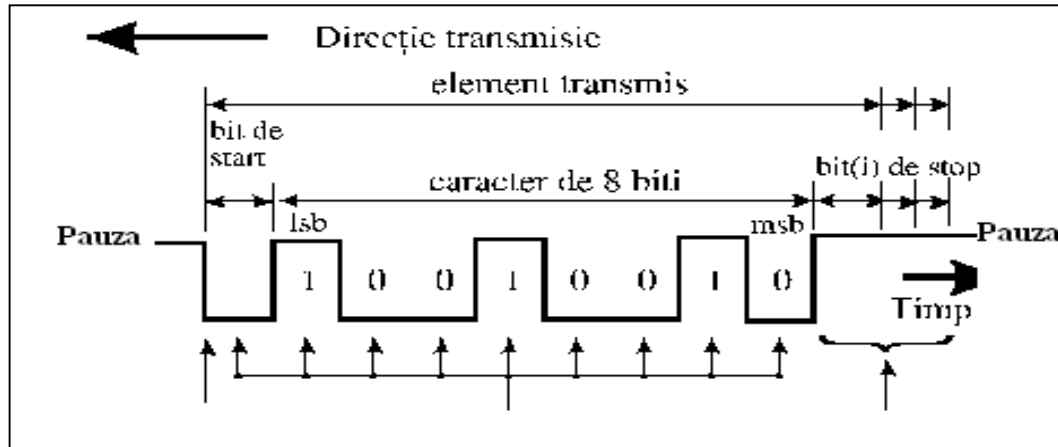 Direcție transmisie
element transmis
bit de
start
caracter de 8 biti
bit(i) de stop
lsb
msb
Pauza
Pauza
1 0 0 1 0 0 1 0
Timp